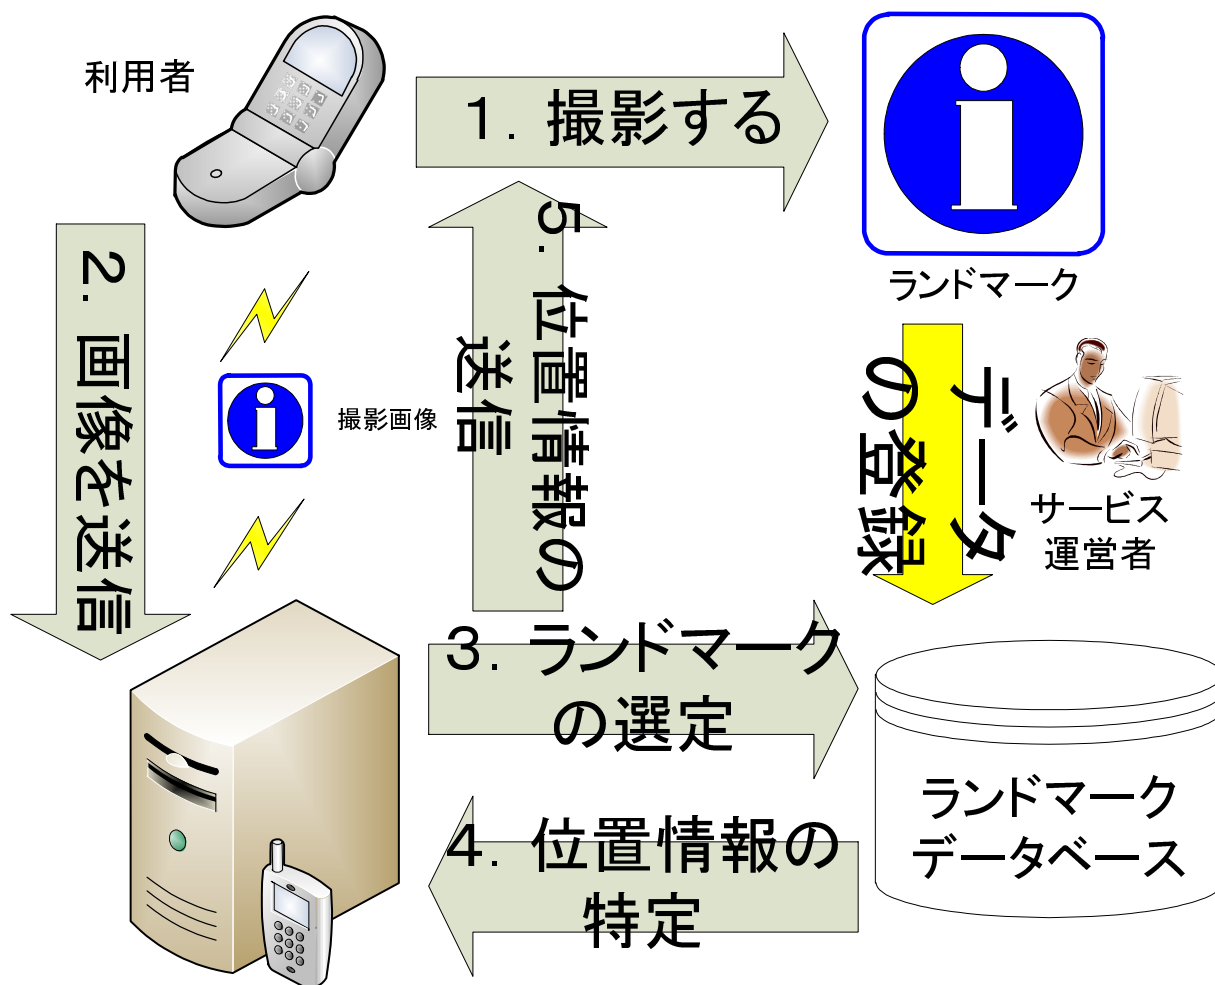 利用者
1．撮影する
ランドマーク
2．画像を送信
撮影画像
5．位置情報の
送信
データ
の登録
サービス
運営者
3．ランドマーク
の選定
4．位置情報の
特定
ランドマーク
データベース